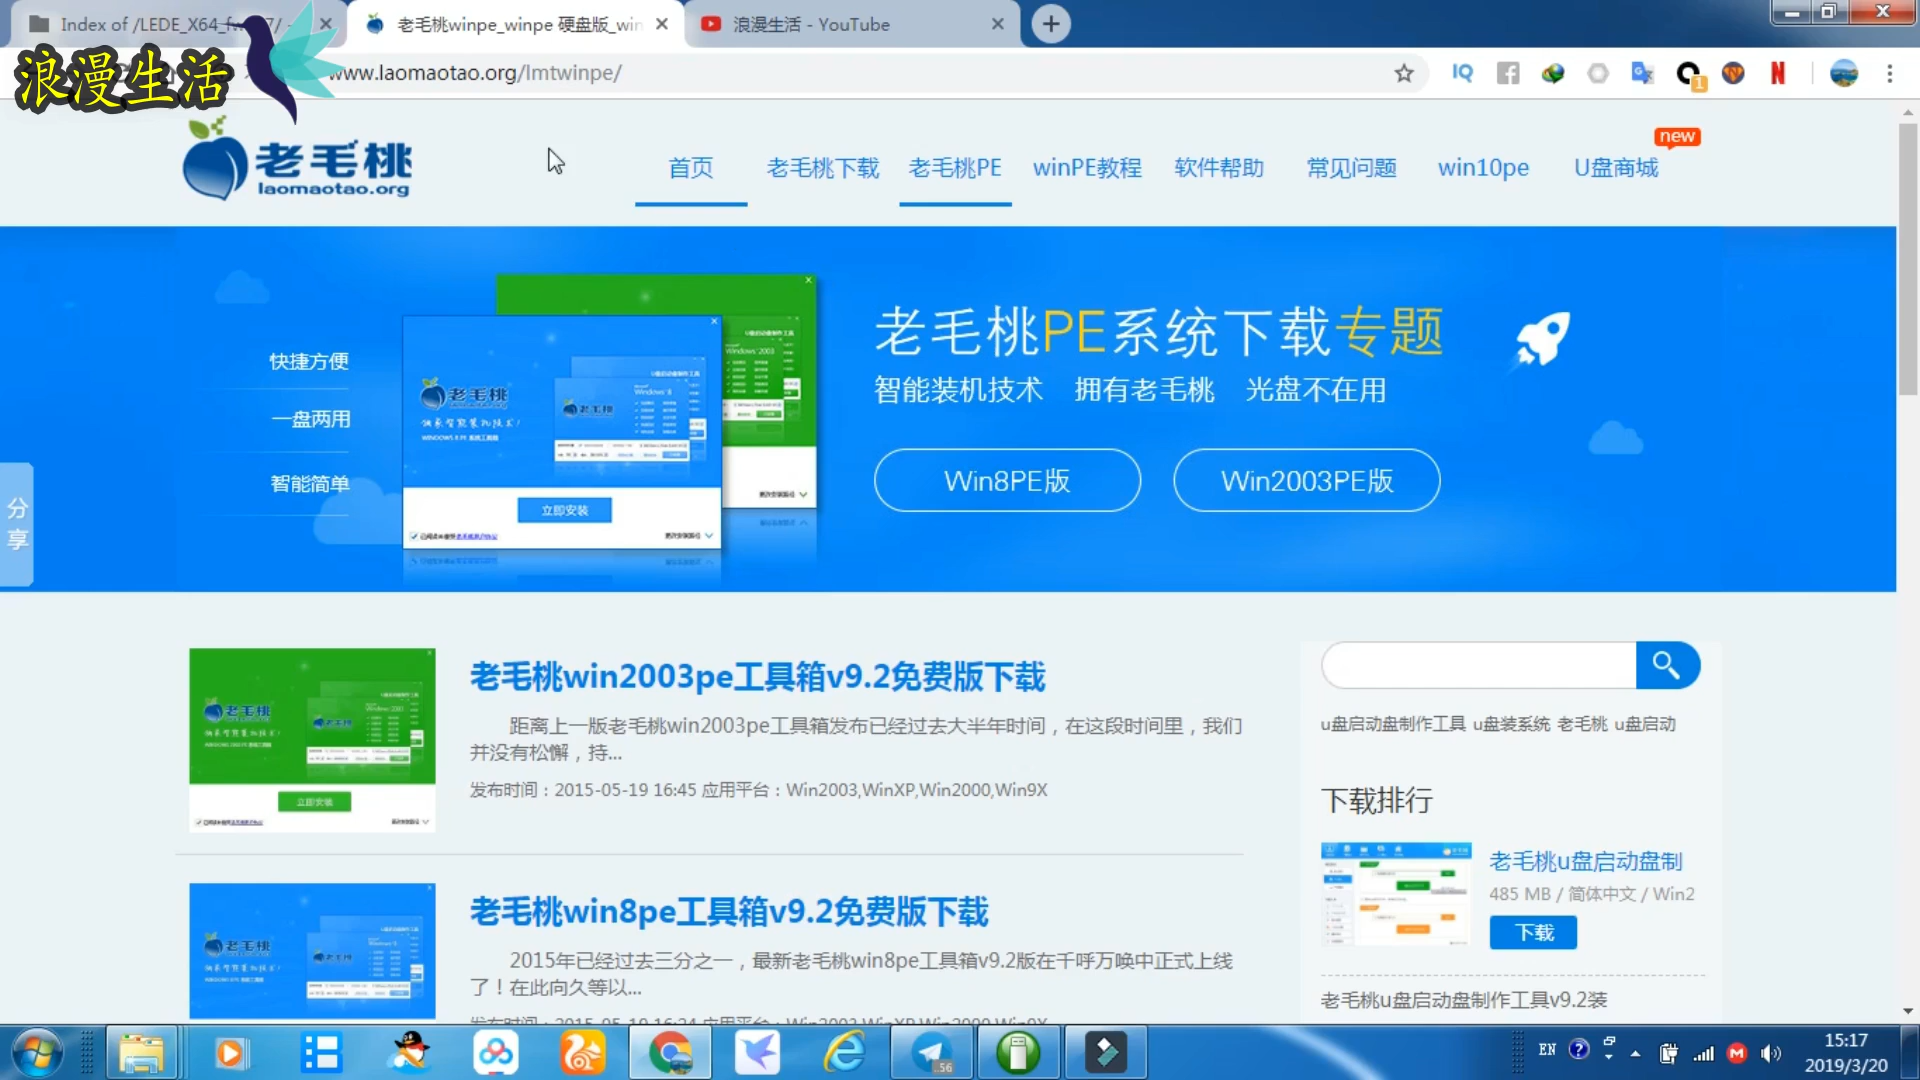 Index of /LEDE_X64_fw
老毛桃winpe_winpe 硬盘版_win
浪漫生活 - YouTube
浪漫生活
www.laomaotao.org/lmtwinpe/
老毛桃
laomaotao.org
首页
老毛桃下载
老毛桃PE
winPE教程
软件帮助
常见问题
win10pe
U盘商城
new
快捷方便
一盘两用
智能简单
分享
老毛桃
立即安装
老毛桃PE系统下载专题
智能装机技术 拥有老毛桃 光盘不在用
Win8PE版
Win2003PE版
老毛桃win2003pe工具箱v9.2免费版下载
距离上一版老毛桃win2003pe工具箱发布已经过去大半年时间，在这段时间里，我们
并没有松懈，持...
发布时间：2015-05-19 16:45 应用平台：Win2003,WinXP,Win2000,Win9X
老毛桃
立即安装
老毛桃win8pe工具箱v9.2免费版下载
2015年已经过去三分之一，最新老毛桃win8pe工具箱v9.2版在千呼万唤中正式上线
了！在此向久等以...
老毛桃
u盘启动盘制作工具 u盘装系统 老毛桃 u盘启动
下载排行
老毛桃u盘启动盘制
485 MB / 简体中文 / Win2
下载
老毛桃u盘启动盘制作工具v9.2装
EN
15:17
2019/3/20